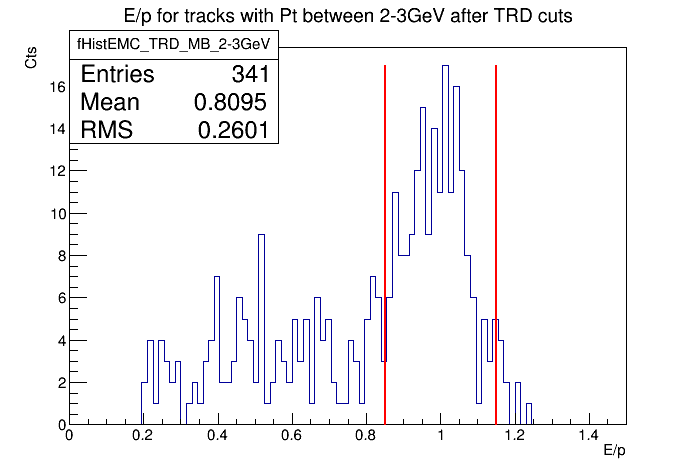 E/p for tracks with Pt between 2-3GeV after TRD cuts
fHistEMC_TRD_MB_2-3GeV
Entries 341
Mean 0.8095
RMS 0.2601
Cts
16
14
12
10
8
6
4
2
0
0 0.2 0.4 0.6 0.8 1 1.2 1.4
E/p